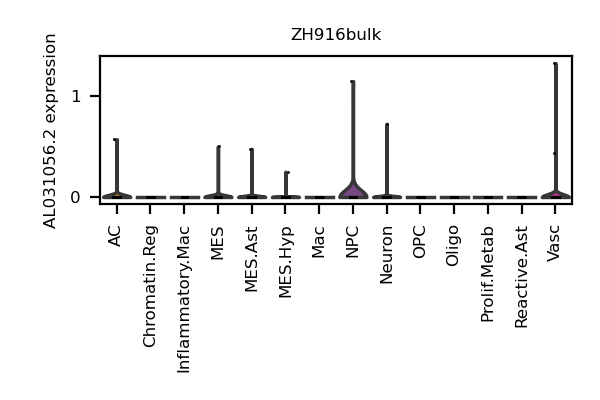 ZH916bulk
AL031056.2 expression
1
0
AC
Chromatin.Reg
Inflammatory.Mac
MES
MES.Ast
MES.Hyp
Mac
NPC
Neuron
OPC
Oligo
Prolif.Metab
Reactive.Ast
Vasc